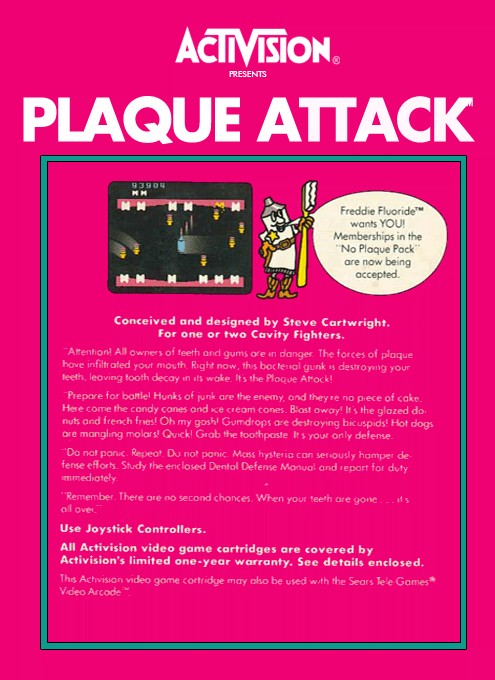 ACTIVISION®
PRESENTS
PLAQUE ATTACK™
93904
Freddie Fluoride™
wants YOU!
Memberships in the
"No Plaque Pack"
are now being
accepted.
Conceived and designed by Steve Cartwright.
For one or two Cavity Fighters.
"Attention! All owners of teeth and gums are in danger. The forces of plaque
have infiltrated your mouth. Right now, this bacterial gunk is destroying your
teeth, leaving tooth decay in its wake. It's the Plaque Attack!
"Prepare for battle! Hunks of junk are the enemy, and they're no piece of cake.
Here come the candy canes and ice cream cones. Blast away! It's the glazed do-
nuts and french fries! Oh my gosh! Gumdrops are destroying bicuspids! Hot dogs
are mangling molars! Quick! Grab the toothpaste. It's your only defense.
"Do not panic. Repeat. Do not panic. Mass hysteria can seriously hamper de-
fense efforts. Study the enclosed Dental Defense Manual and report for duty
immediately.
"Remember. There are no second chances. When your teeth are gone . . . it's
all over."
Use Joystick Controllers.
All Activision video game cartridges are covered by
Activision's limited one-year warranty. See details enclosed.
This Activision video game cartridge may also be used with the Sears Tele-Games®
Video Arcade™.